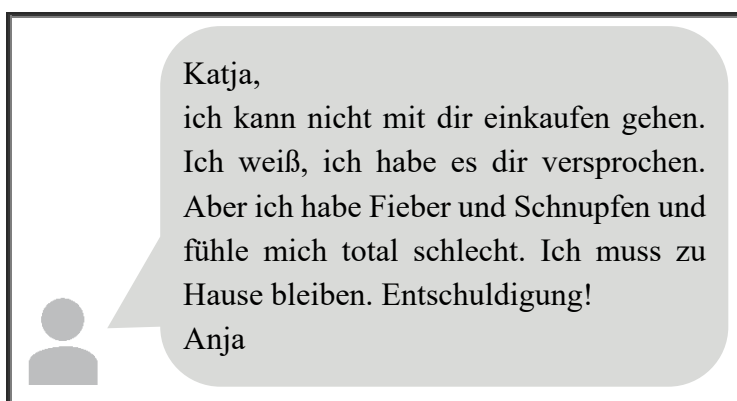 Katja,
ich kann nicht mit dir einkaufen gehen.
Ich weiß, ich habe es dir versprochen.
Aber ich habe Fieber und Schnupfen und
fühle mich total schlecht. Ich muss zu
Hause bleiben. Entschuldigung!
Anja